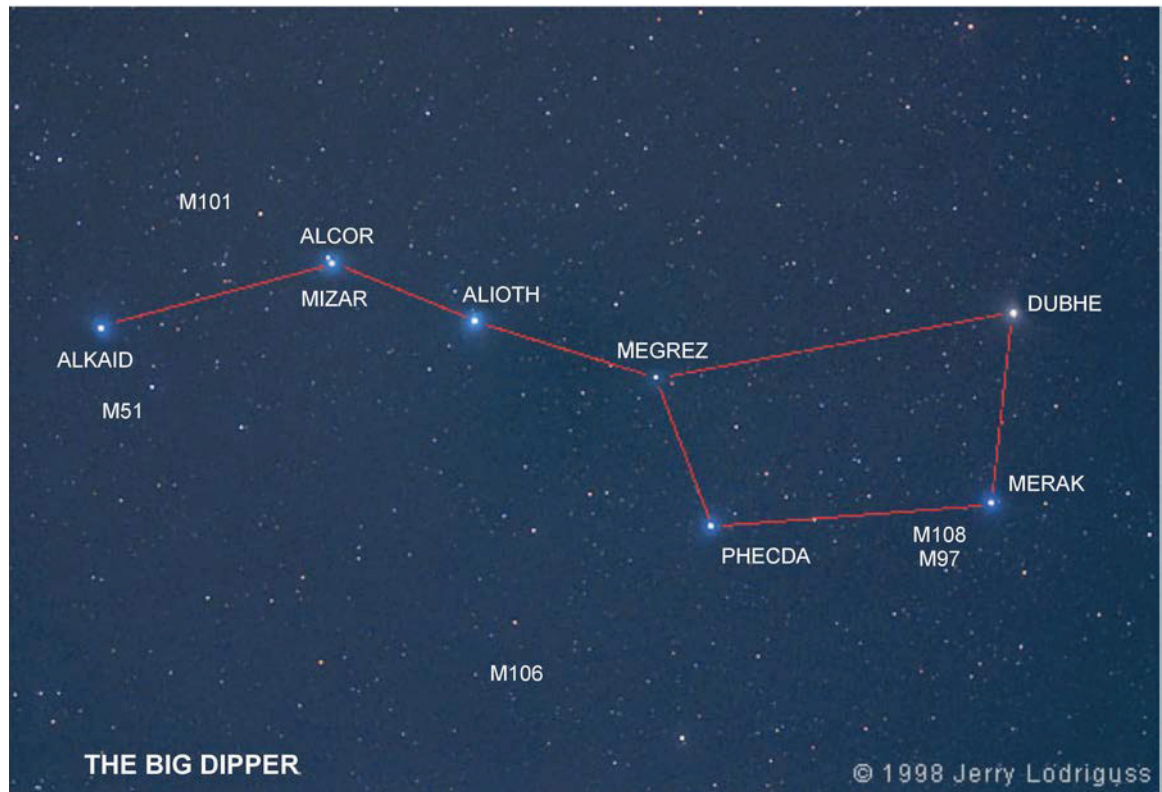 M101
ALCOR
MIZAR
ALIOTH
DUBHE
ALKAID
MEGREZ
M51
MERAK
M108
M97
PHECDA
M106
THE BIG DIPPER
© 1998 Jerry Lodriguss